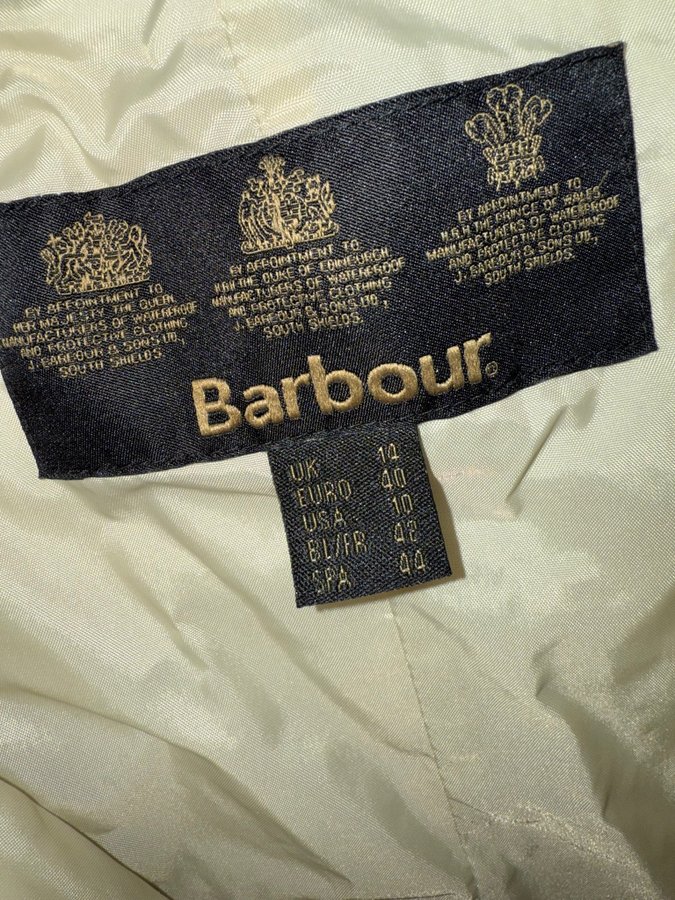 BY APPOINTMENT TO
HER MAJESTY THE QUEEN
MANUFACTURERS OF WATERPROOF
AND PROTECTIVE CLOTHING
J. BARBOUR & SONS LTD,
SOUTH SHIELDS.
BY APPOINTMENT TO
H.R.H. THE DUKE OF EDINBURGH
MANUFACTURERS OF WATERPROOF
AND PROTECTIVE CLOTHING
J. BARBOUR & SONS LTD,
SOUTH SHIELDS.
BY APPOINTMENT TO
H.R.H. THE PRINCE OF WALES
MANUFACTURERS OF WATERPROOF
AND PROTECTIVE CLOTHING
J. BARBOUR & SONS LTD,
SOUTH SHIELDS.
Barbour®
UK 14
EURO 40
USA 10
BL/FR 42
SPA 44